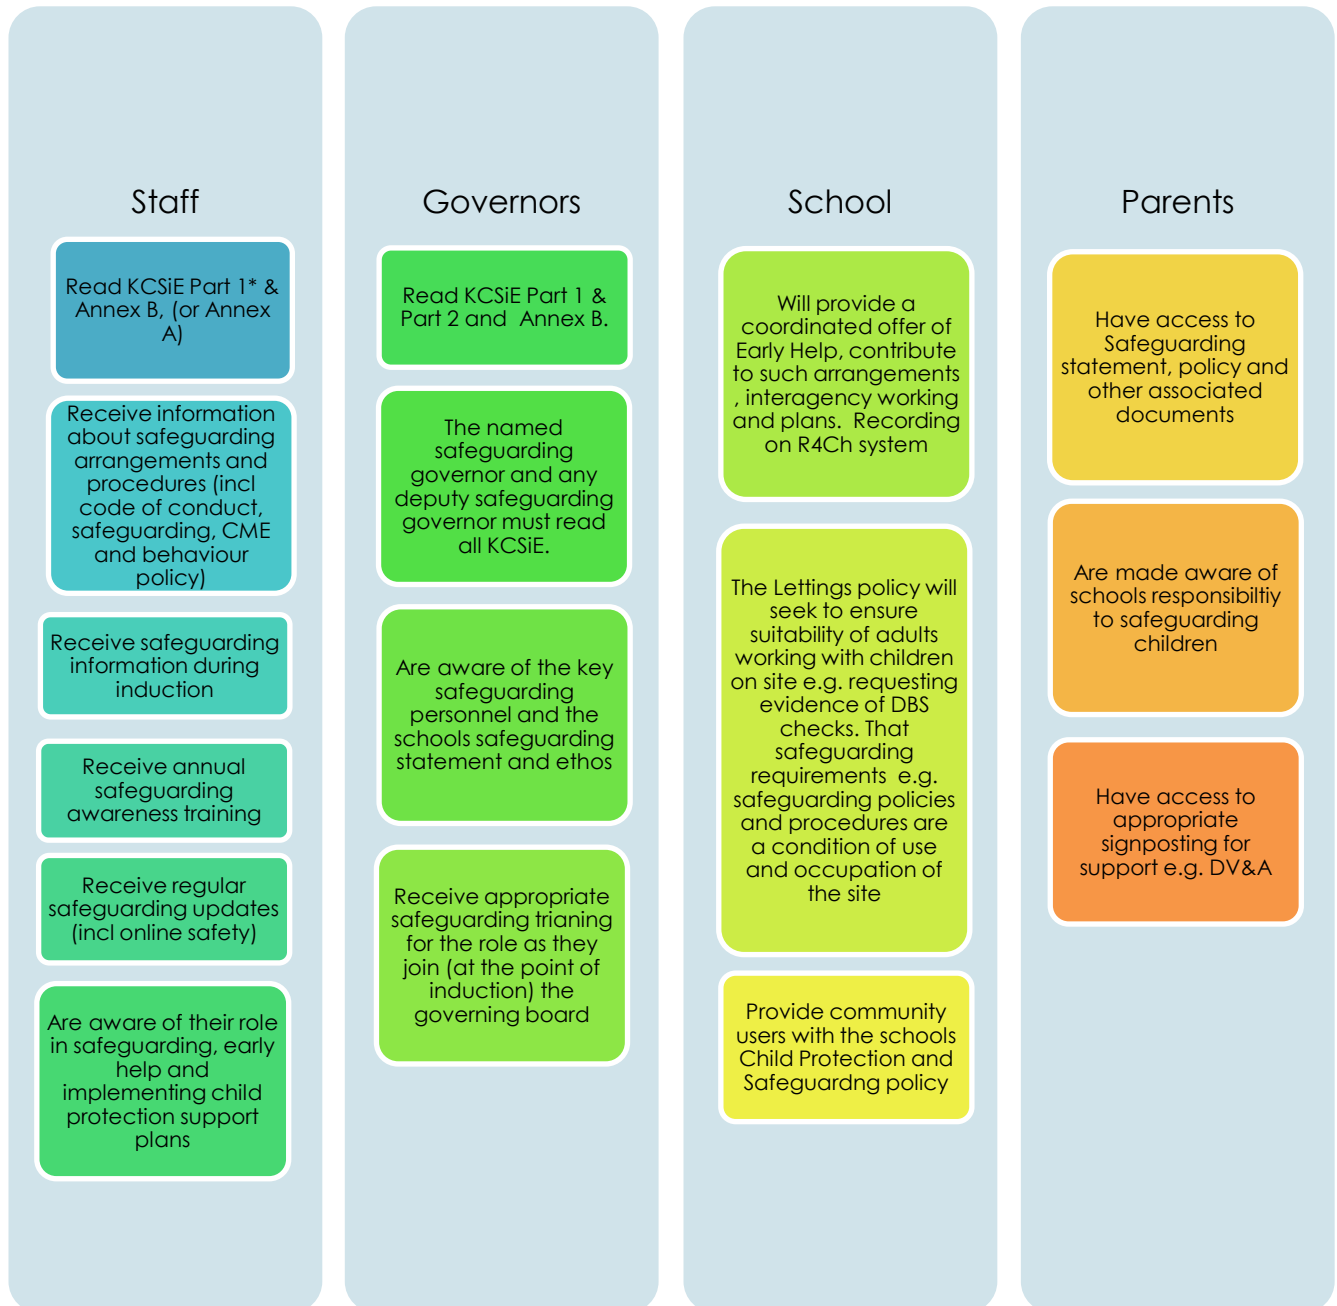 Staff
Read KCSiE Part 1* &
Annex B, (or Annex
A)
Receive information
about safeguarding
arrangements and
procedures (incl
code of conduct,
safeguarding, CME
and behaviour
policy)
Receive safeguarding
information during
induction
Receive annual
safeguarding
awareness training
Receive regular
safeguarding updates
(incl online safety)
Are aware of their role
in safeguarding, early
help and
implementing child
protection support
plans
Governors
Read KCSiE Part 1 &
Part 2 and  Annex B.
The named
safeguarding
governor and any
deputy safeguarding
governor must read
all KCSiE.
Are aware of the key
safeguarding
personnel and the
schools safeguarding
statement and ethos
Receive appropriate
safeguarding trianing
for the role as they
join (at the point of
induction) the
governing board
School
Will provide a
coordinated offer of
Early Help, contribute
to such arrangements
, interagency working
and plans.  Recording
on R4Ch system
The Lettings policy will
seek to ensure
suitability of adults
working with children
on site e.g. requesting
evidence of DBS
checks. That
safeguarding
requirements  e.g.
safeguarding policies
and procedures are
a condition of use
and occupation of
the site
Provide community
users with the schools
Child Protection and
Safeguardng policy
Parents
Have access to
Safeguarding
statement, policy and
other associated
documents
Are made aware of
schools responsibiltiy
to safeguarding
children
Have access to
appropriate
signposting for
support e.g. DV&A